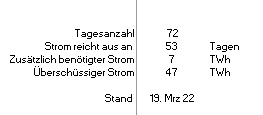 Tagesanzahl 72
Strom reicht aus an 53 Tagen
Zusätzlich benötigter Strom 7 TWh
Überschüssiger Strom 47 TWh
Stand 19. Mrz 22